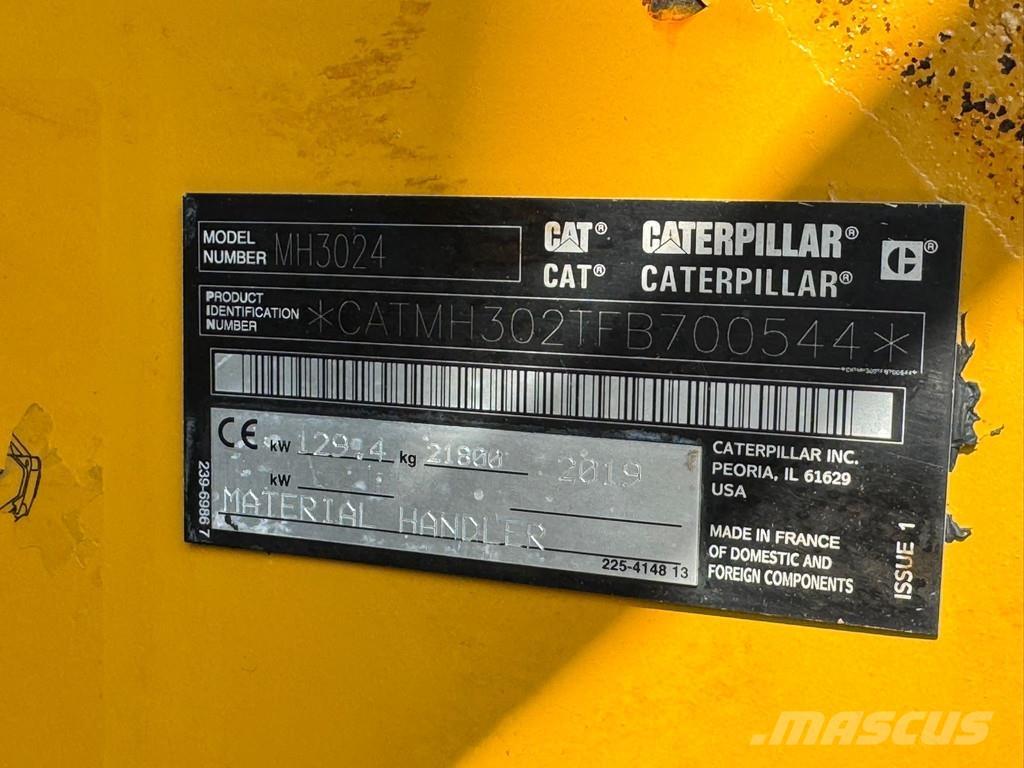 MODEL NUMBER MH3024
CAT® CATERPILLAR®
CAT® CATERPILLAR®
PRODUCT IDENTIFICATION NUMBER *CATMH302TFB700544*
*CATMH302TFB700544*
CE kW 129.4 kg 21800 2019
kW
MATERIAL HANDLER
225-4148 13
239-6986 7
CATERPILLAR INC.
PEORIA, IL 61629
USA
MADE IN FRANCE
OF DOMESTIC AND
FOREIGN COMPONENTS
ISSUE 1
MASCUS